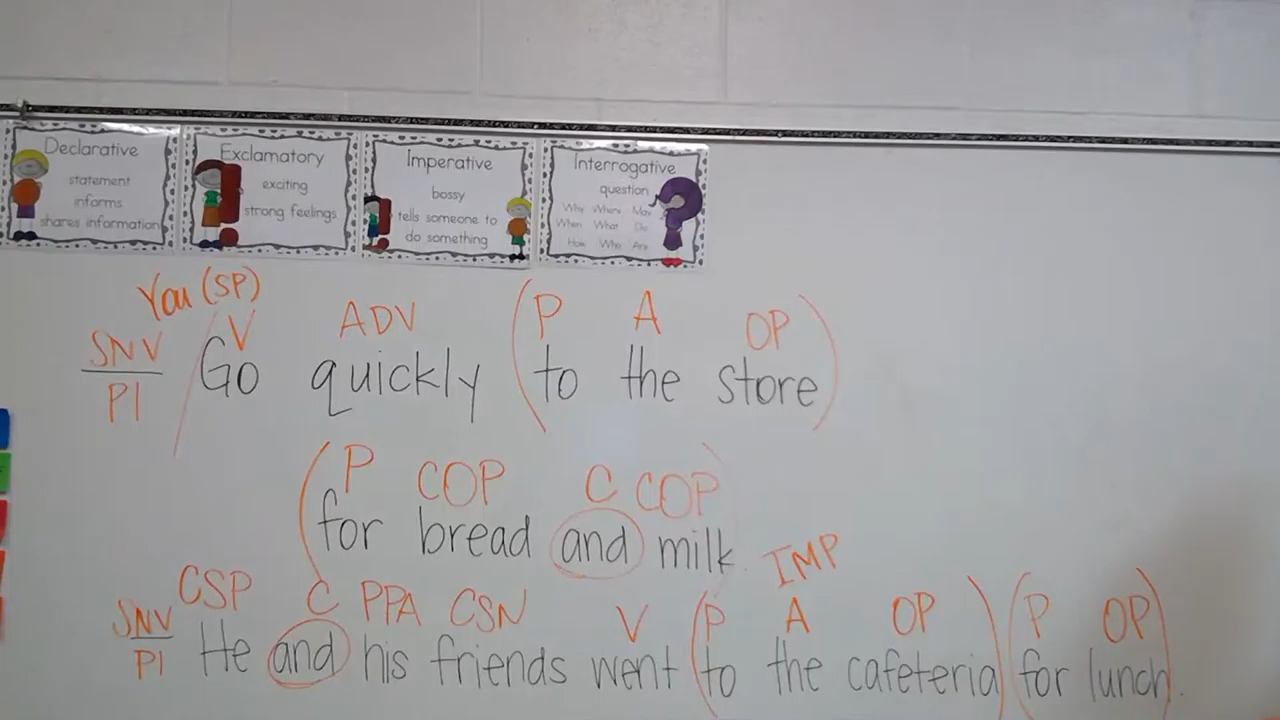 Declarative
statement
informs
shares information
Exclamatory
exciting
strong feelings
Imperative
bossy
tells someone to
do something
Interrogative
question
Why Where May
When What Do
How Who Are
You (SP)
SNV V ADV (P A OP)
P1 Go quickly to the store
(P COP C COP)
for bread and milk.
IMP
SNV CSP C PPA CSN V (P A OP) (P OP)
P1 He and his friends went to the cafeteria for lunch.